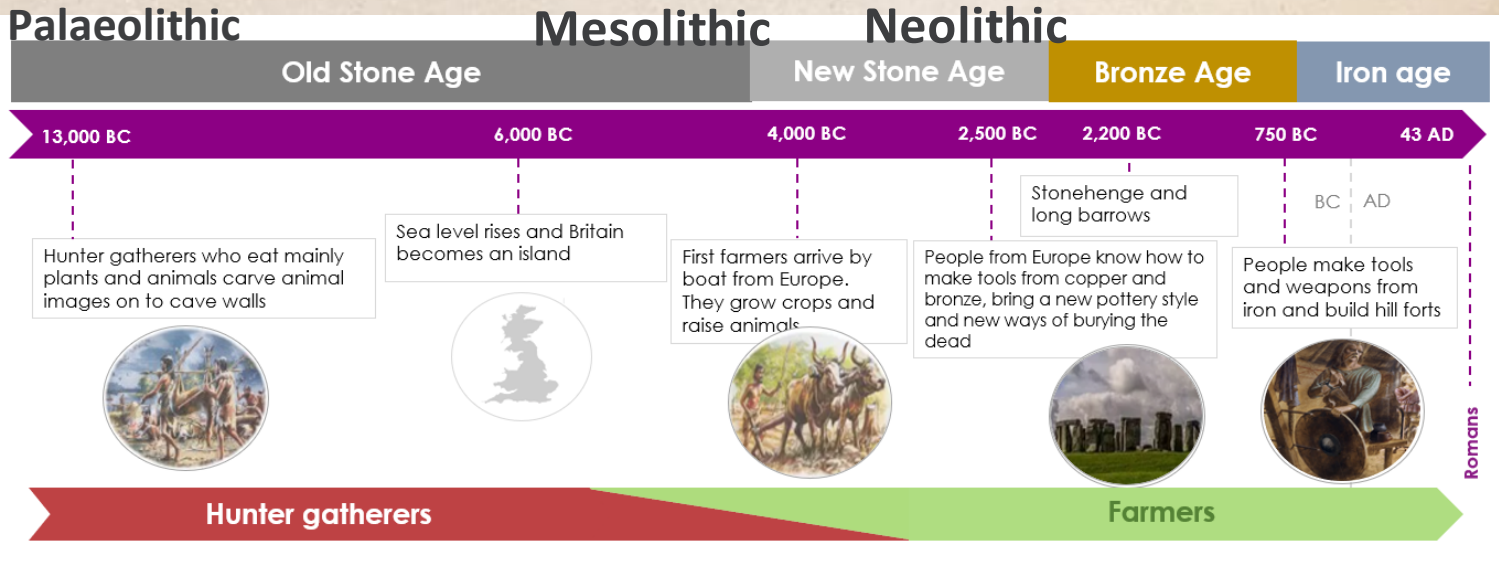 Palaeolithic
Mesolithic
Neolithic
Old Stone Age
New Stone Age
Bronze Age
Iron age
13,000 BC
6,000 BC
4,000 BC
2,500 BC
2,200 BC
750 BC
43 AD
Hunter gatherers who eat mainly
plants and animals carve animal
images on to cave walls
Sea level rises and Britain
becomes an island
First farmers arrive by
boat from Europe.
They grow crops and
raise animals
People from Europe know how to
make tools from copper and
bronze, bring a new pottery style
and new ways of burying the
dead
Stonehenge and
long barrows
BC
AD
People make tools
and weapons from
iron and build hill forts
Romans
Hunter gatherers
Farmers